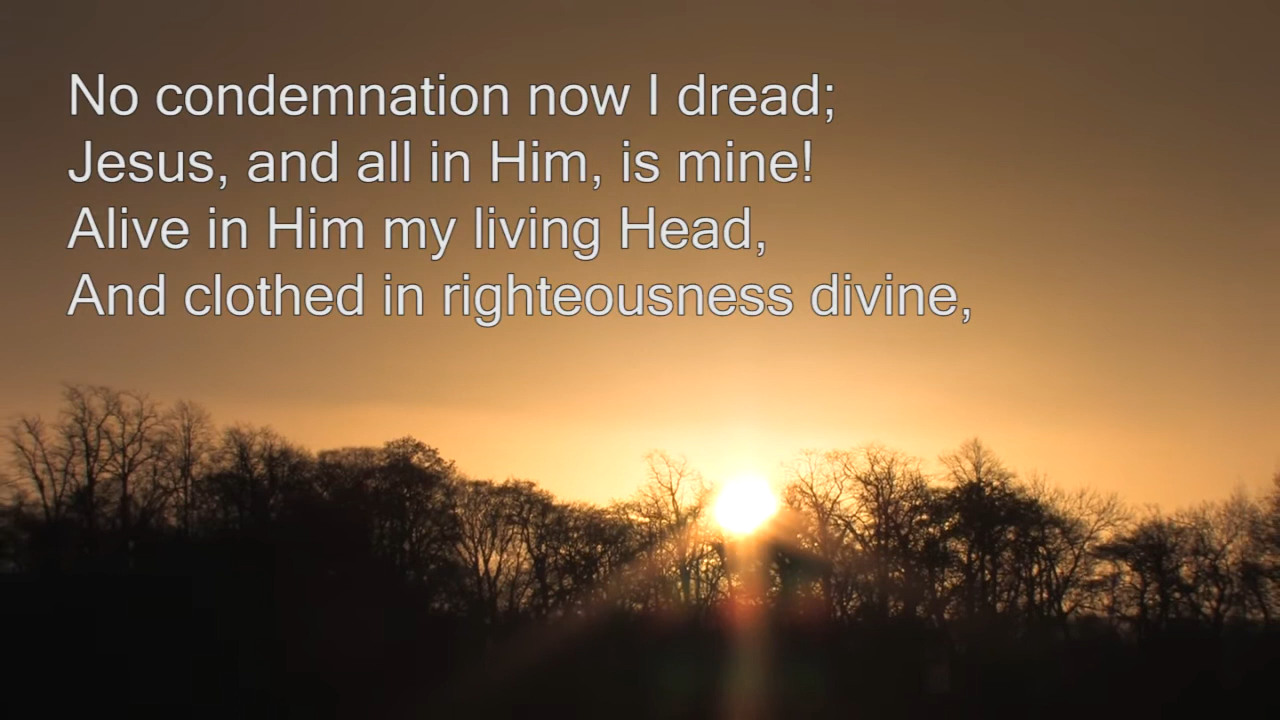 No condemnation now I dread;
Jesus, and all in Him, is mine!
Alive in Him my living Head,
And clothed in righteousness divine,